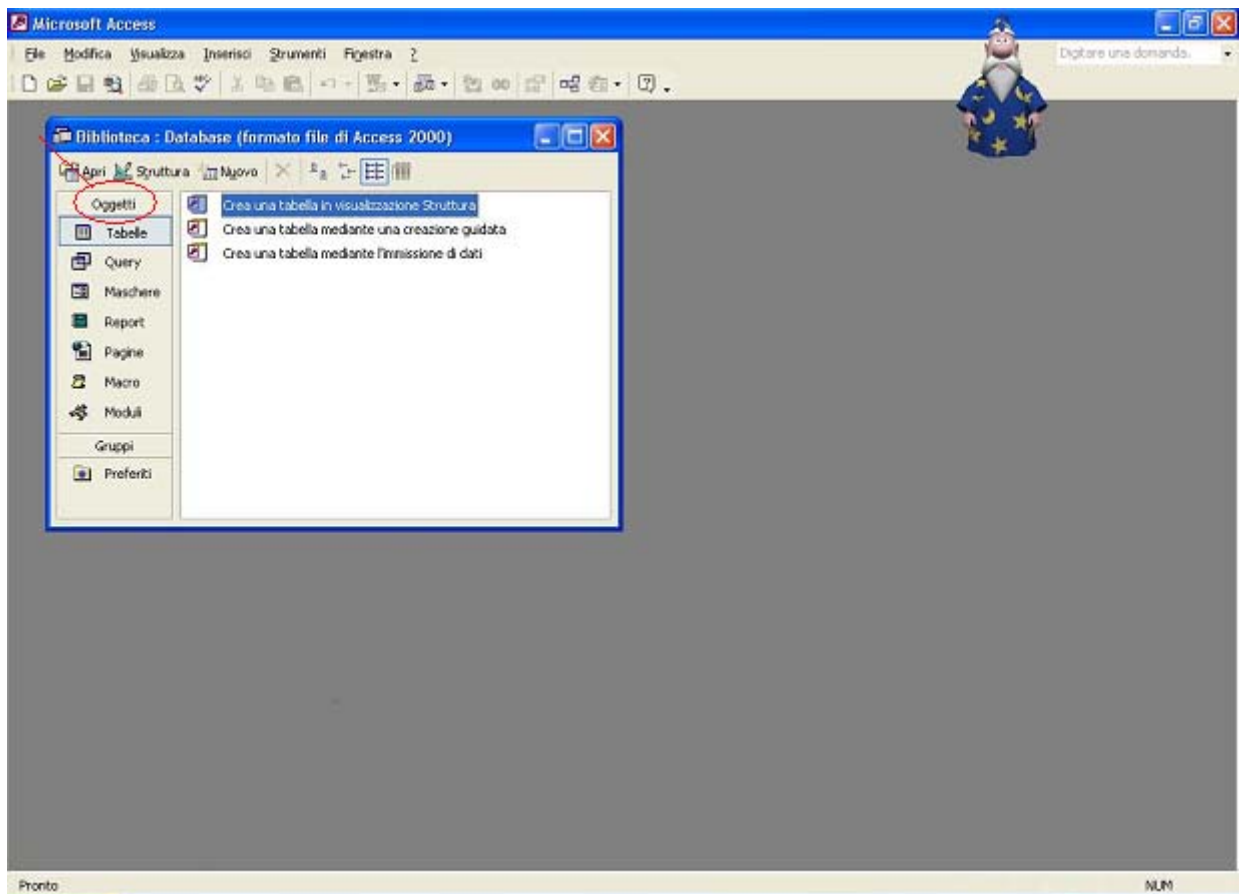 Microsoft Access
File Modifica Visualizza Inserisci Strumenti Finestra ?
Digitare una domanda.
Biblioteca : Database (formato file di Access 2000)
Apri Struttura Nuovo
Oggetti
Tabelle
Query
Maschere
Report
Pagine
Macro
Moduli
Gruppi
Preferiti
Crea una tabella in visualizzazione Struttura
Crea una tabella mediante una creazione guidata
Crea una tabella mediante l'immissione di dati
Pronto
NUM